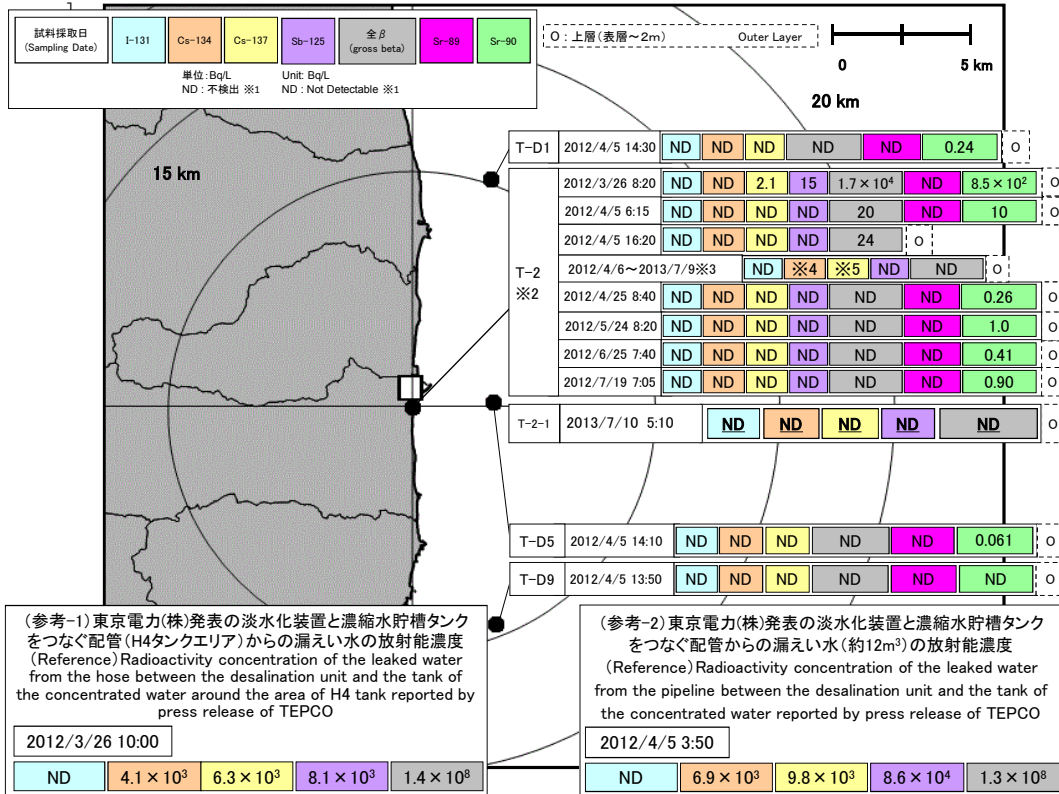 試料採取日
(Sampling Date)
I-131
Cs-134
Cs-137
Sb-125
全β
(gross beta)
Sr-89
Sr-90
単位:Bq/L
Unit: Bq/L
ND : 不検出 ※1
ND : Not Detectable ※1
O : 上層(表層～2m)
Outer Layer
0
5 km
20 km
15 km
T-D1 2012/4/5 14:30 ND ND ND ND ND 0.24 O
T-2
※2
2012/3/26 8:20 ND ND 2.1 15 1.7×10⁴ ND 8.5×10² O
2012/4/5 6:15 ND ND ND ND 20 ND 10 O
2012/4/5 16:20 ND ND ND ND 24 O
2012/4/6～2013/7/9※3 ND ※4 ※5 ND ND O
2012/4/25 8:40 ND ND ND ND ND ND 0.26 O
2012/5/24 8:20 ND ND ND ND ND ND 1.0 O
2012/6/25 7:40 ND ND ND ND ND ND 0.41 O
2012/7/19 7:05 ND ND ND ND ND ND 0.90 O
T-2-1 2013/7/10 5:10 ND ND ND ND ND O
T-D5 2012/4/5 14:10 ND ND ND ND ND 0.061 O
T-D9 2012/4/5 13:50 ND ND ND ND ND ND O
(参考-1)東京電力(株)発表の淡水化装置と濃縮水貯槽タンク
をつなぐ配管(H4タンクエリア)からの漏えい水の放射能濃度
(Reference)Radioactivity concentration of the leaked water
from the hose between the desalination unit and the tank of
the concentrated water around the area of H4 tank reported by
press release of TEPCO
2012/3/26 10:00
ND 4.1×10³ 6.3×10³ 8.1×10³ 1.4×10⁸
(参考-2)東京電力(株)発表の淡水化装置と濃縮水貯槽タンク
をつなぐ配管からの漏えい水(約12m³)の放射能濃度
(Reference)Radioactivity concentration of the leaked water
from the pipeline between the desalination unit and the tank of
the concentrated water reported by press release of TEPCO
2012/4/5 3:50
ND 6.9×10³ 9.8×10³ 8.6×10⁴ 1.3×10⁸